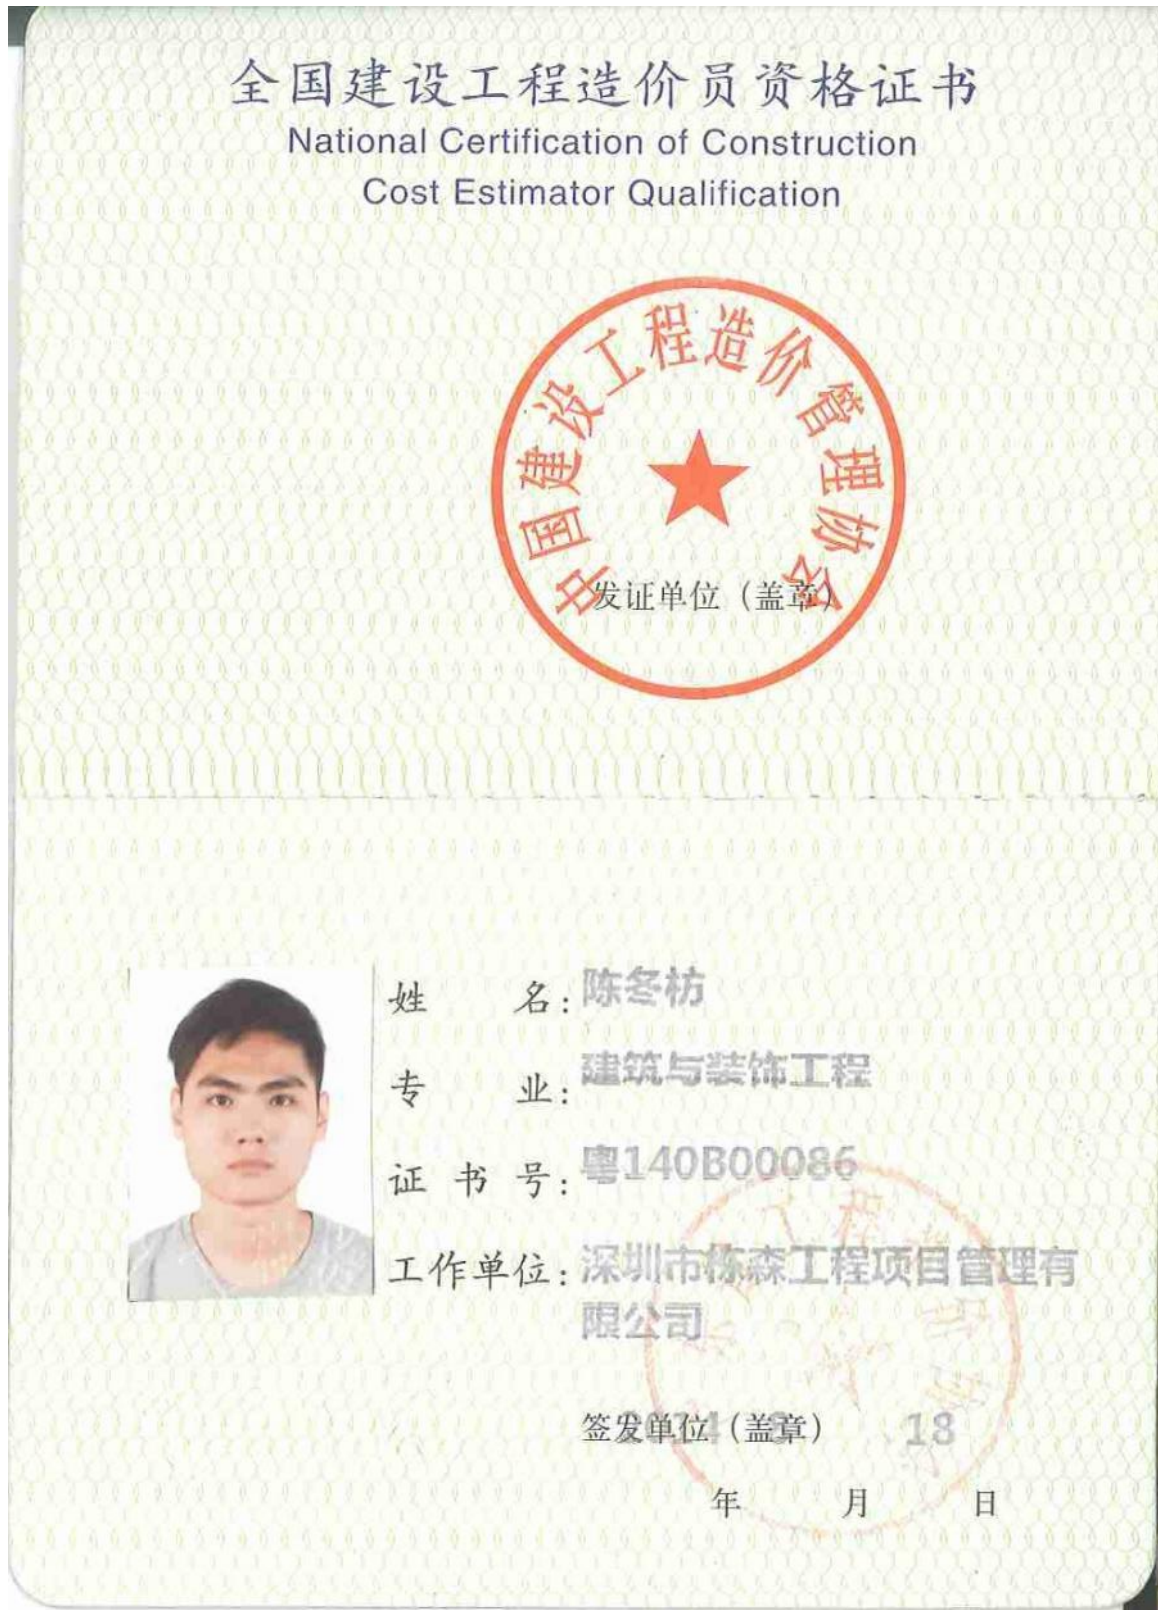 全国建设工程造价员资格证书
National Certification of Construction
Cost Estimator Qualification
中国建设工程造价管理协会
发证单位（盖章）
姓 名：陈冬枋
专 业：建筑与装饰工程
证 书 号：粤140B00086
工作单位：深圳市栋森工程项目管理有
限公司
签发单位（盖章）
2014 8 18
年 月 日